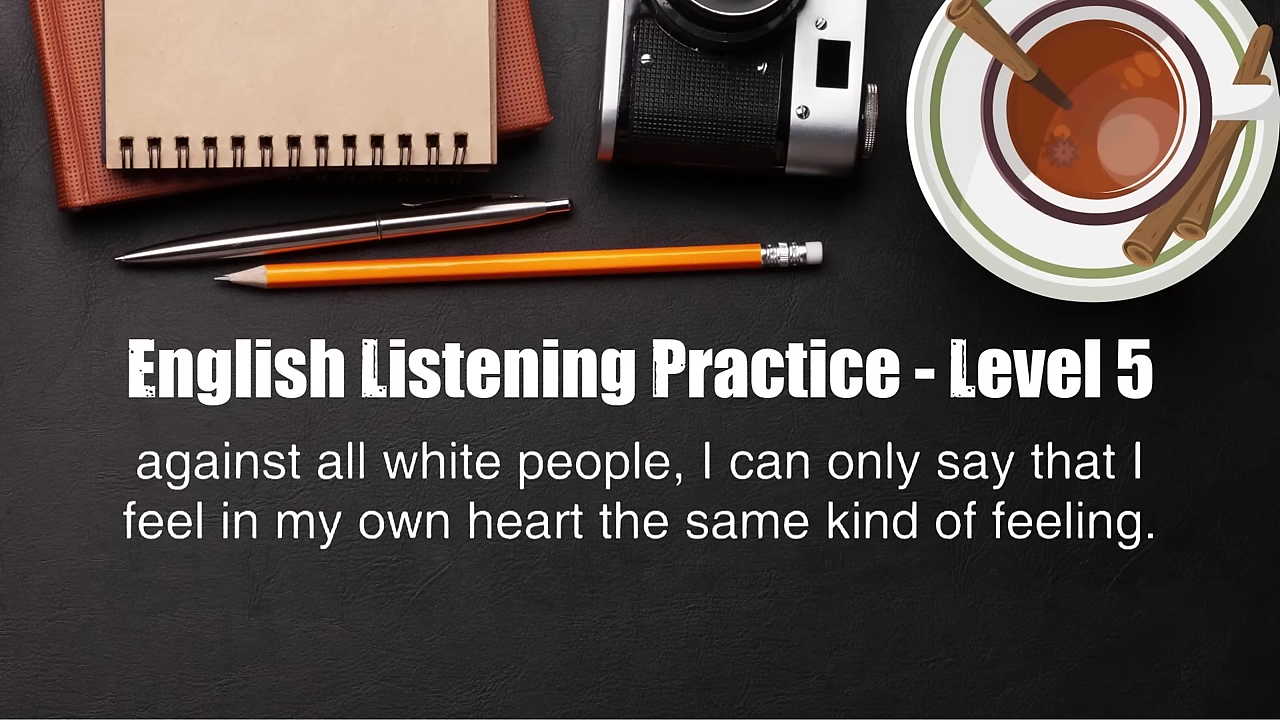 English Listening Practice - Level 5
against all white people, I can only say that I
feel in my own heart the same kind of feeling.